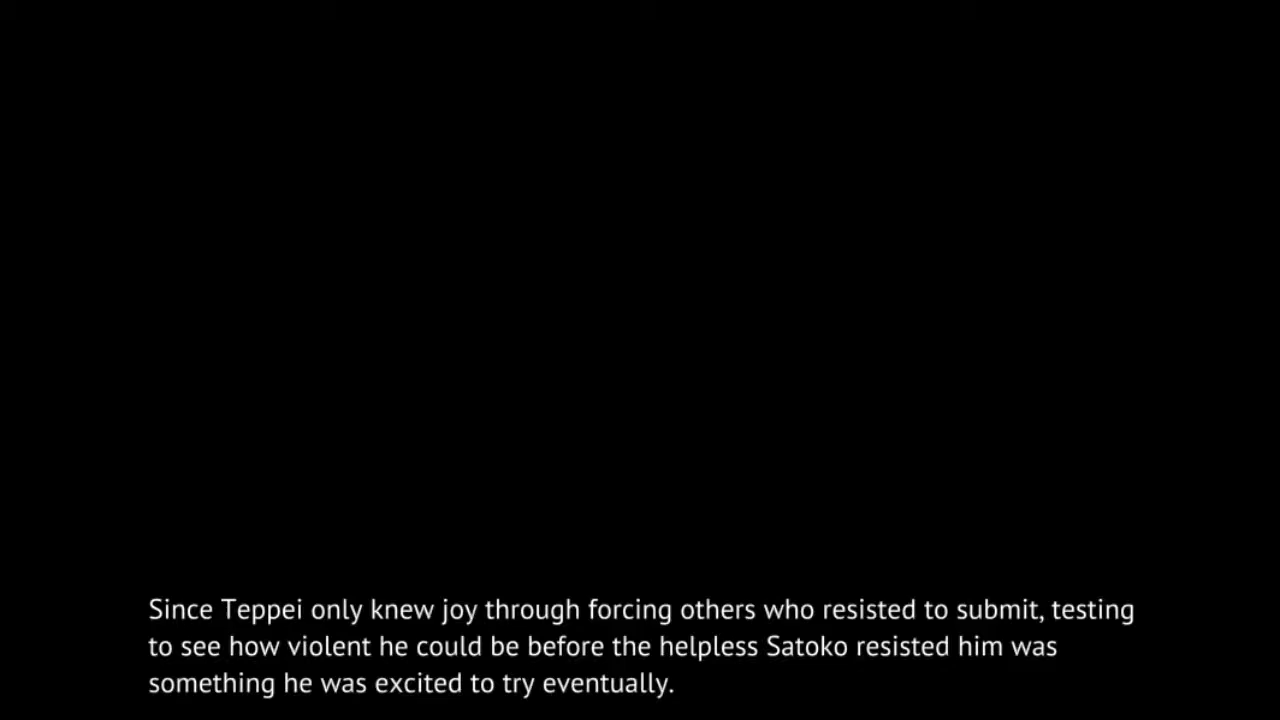 Since Teppei only knew joy through forcing others who resisted to submit, testing
to see how violent he could be before the helpless Satoko resisted him was
something he was excited to try eventually.